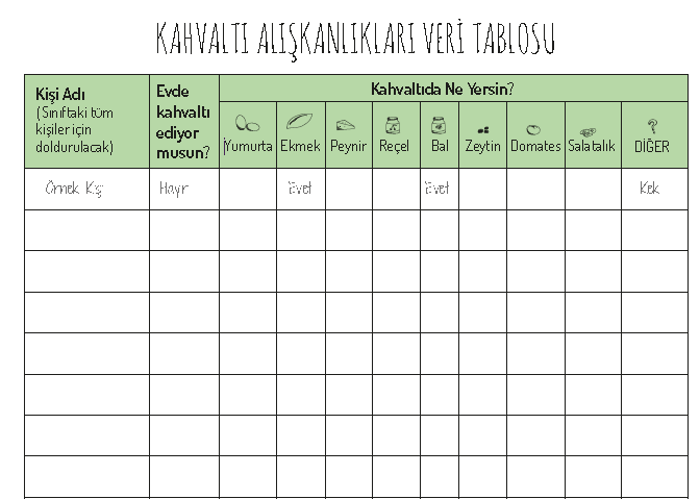 KAHVALTI ALIŞKANLIKLARI VERİ TABLOSU
Kişi Adı
(Sınıftaki tüm
kişiler için
doldurulacak)
Evde
kahvaltı
ediyor
musun?
Kahvaltıda Ne Yersin?
Yumurta Ekmek Peynir Reçel Bal Zeytin Domates Salatalık DİĞER
Örnek Kişi Hayır Evet Evet Kek